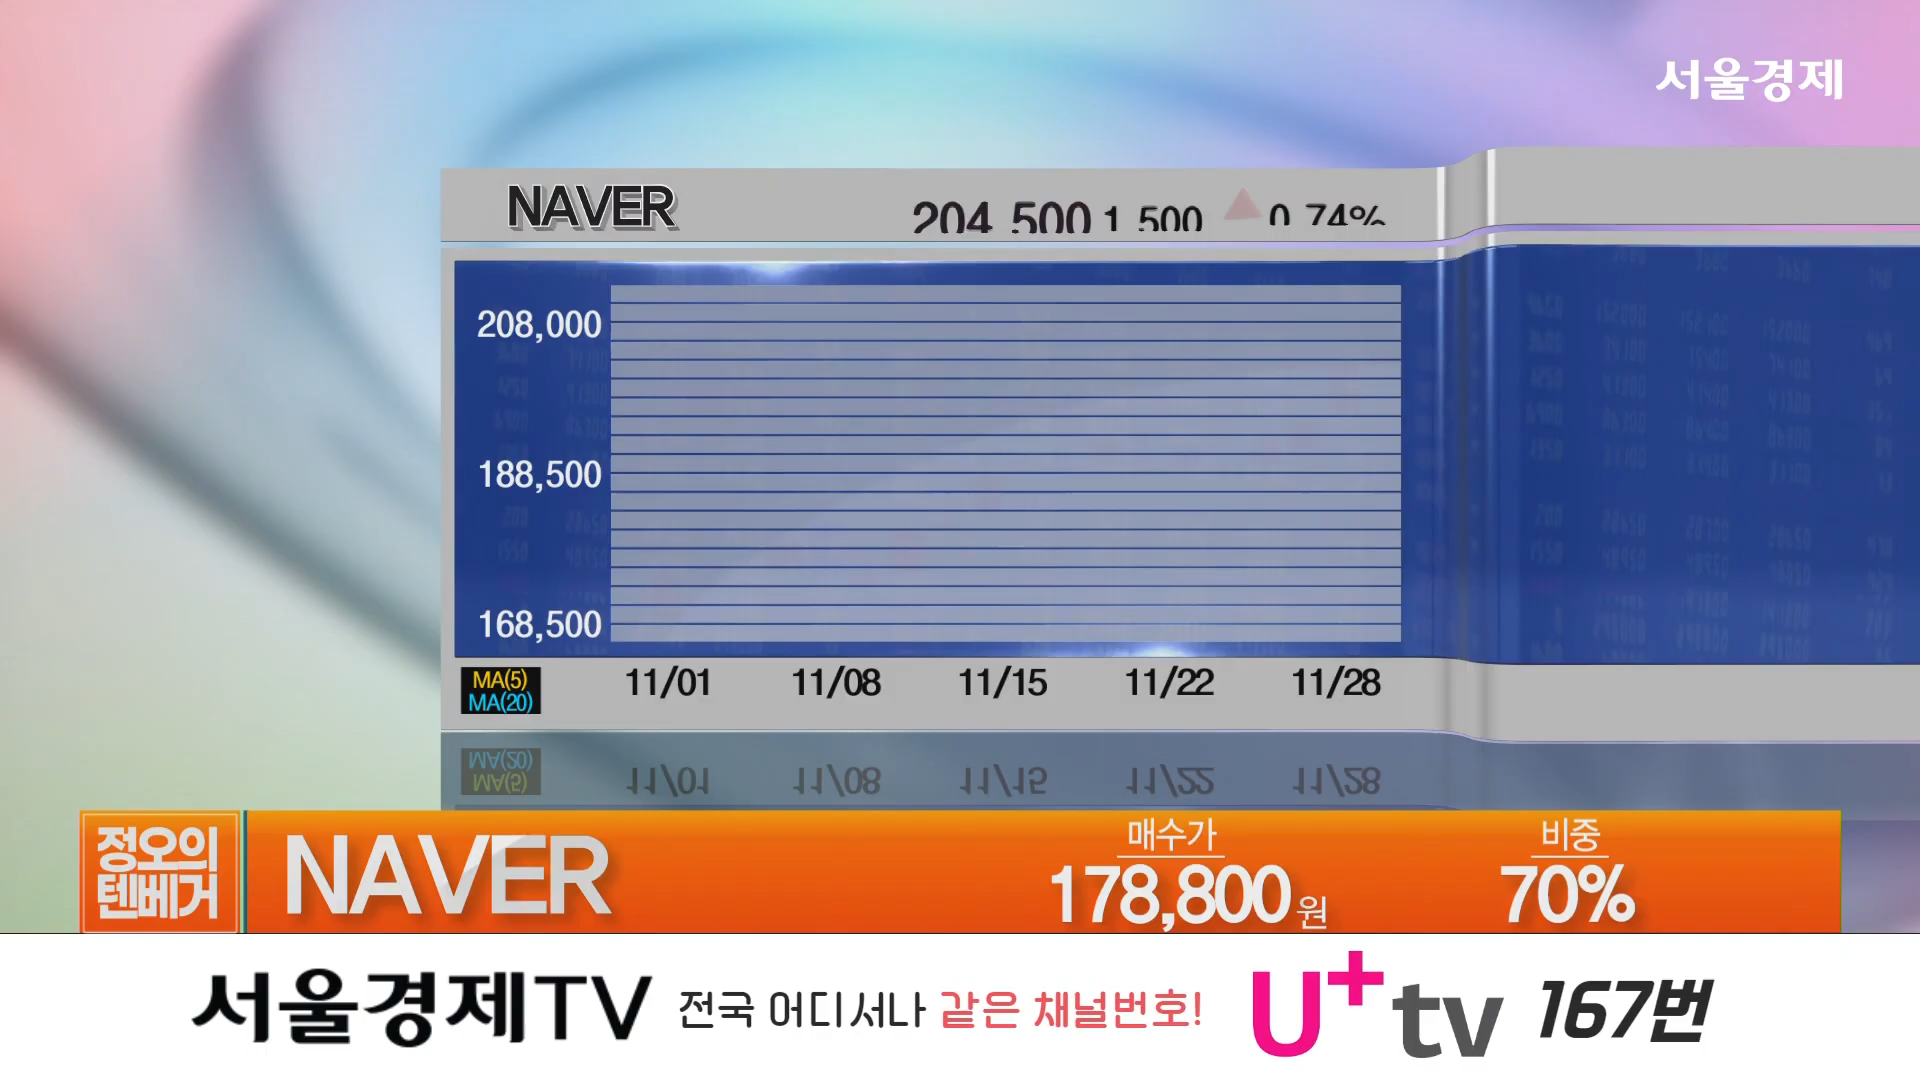 서울경제
NAVER
204,500 1,500 ▲ 0.74%
208,000
188,500
168,500
MA(5)
MA(20)
11/01 11/08 11/15 11/22 11/28
정오의
텐베거
NAVER
매수가
178,800원
비중
70%
서울경제TV 전국 어디서나 같은 채널번호! U+tv 167번